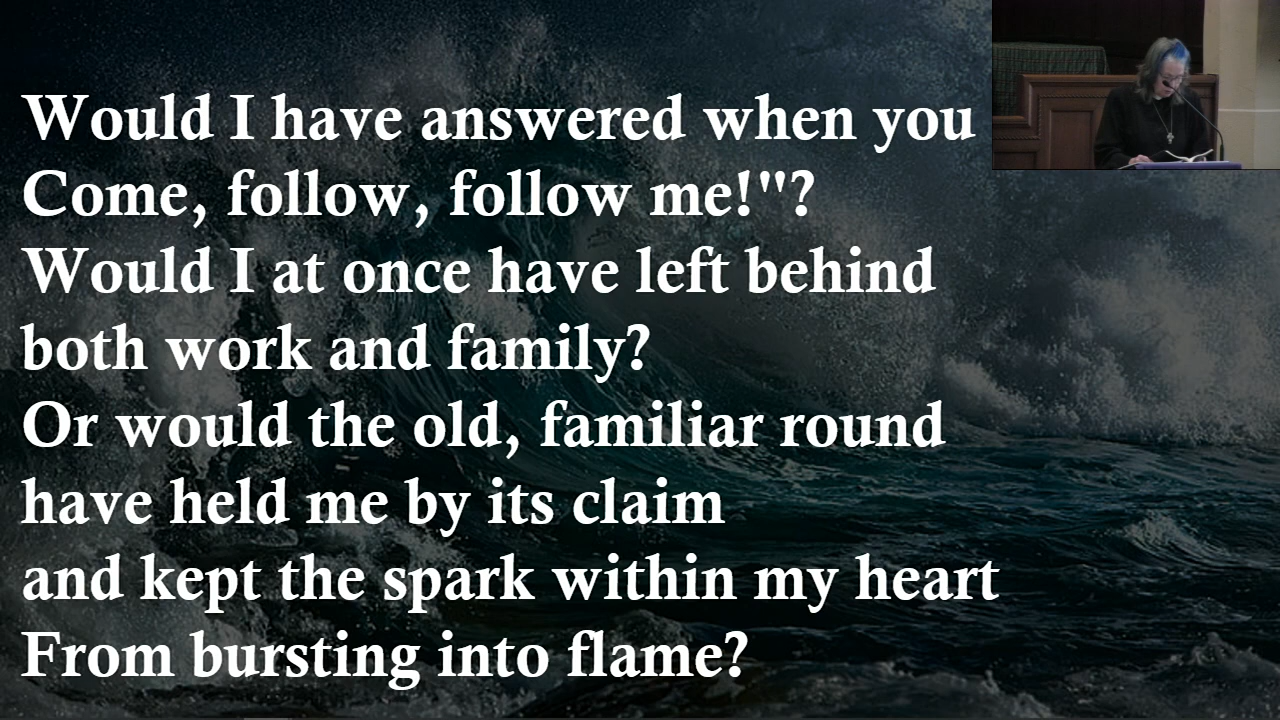 Would I have answered when you
Come, follow, follow me!"?
Would I at once have left behind
both work and family?
Or would the old, familiar round
have held me by its claim
and kept the spark within my heart
From bursting into flame?